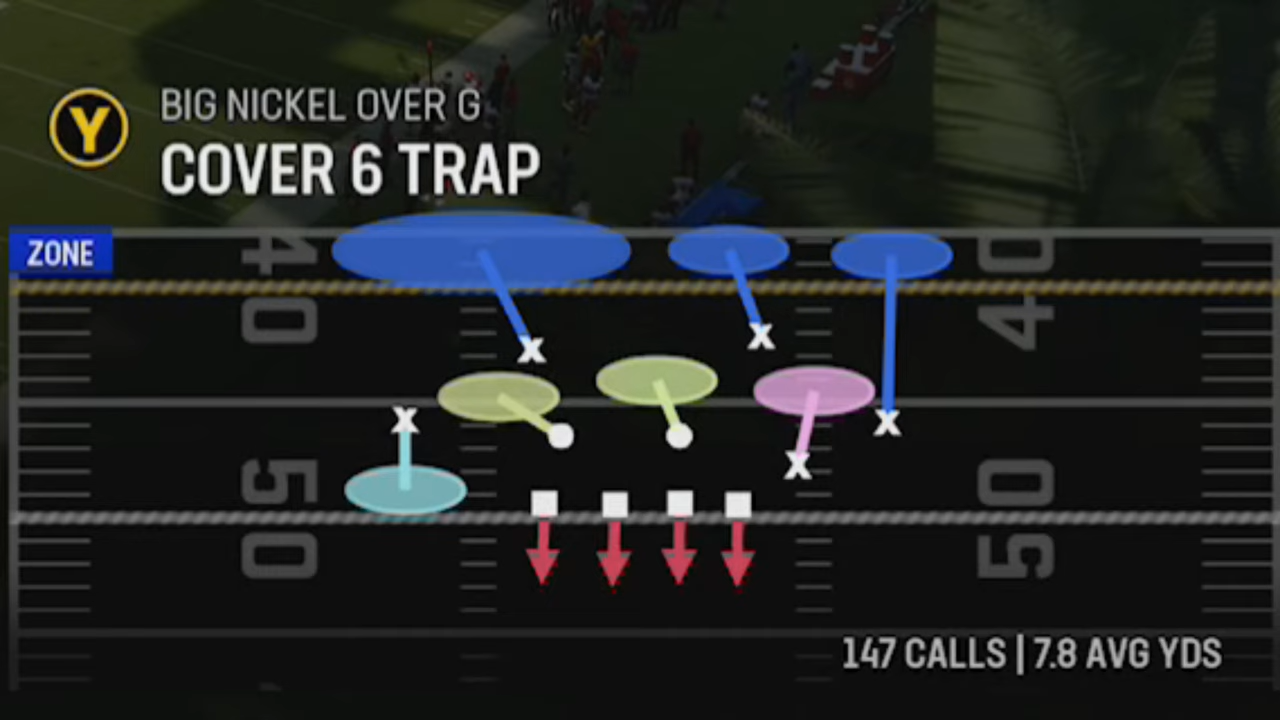 Y
BIG NICKEL OVER G
COVER 6 TRAP
ZONE
40
40
50
50
X
X
X
X
X
147 CALLS | 7.8 AVG YDS